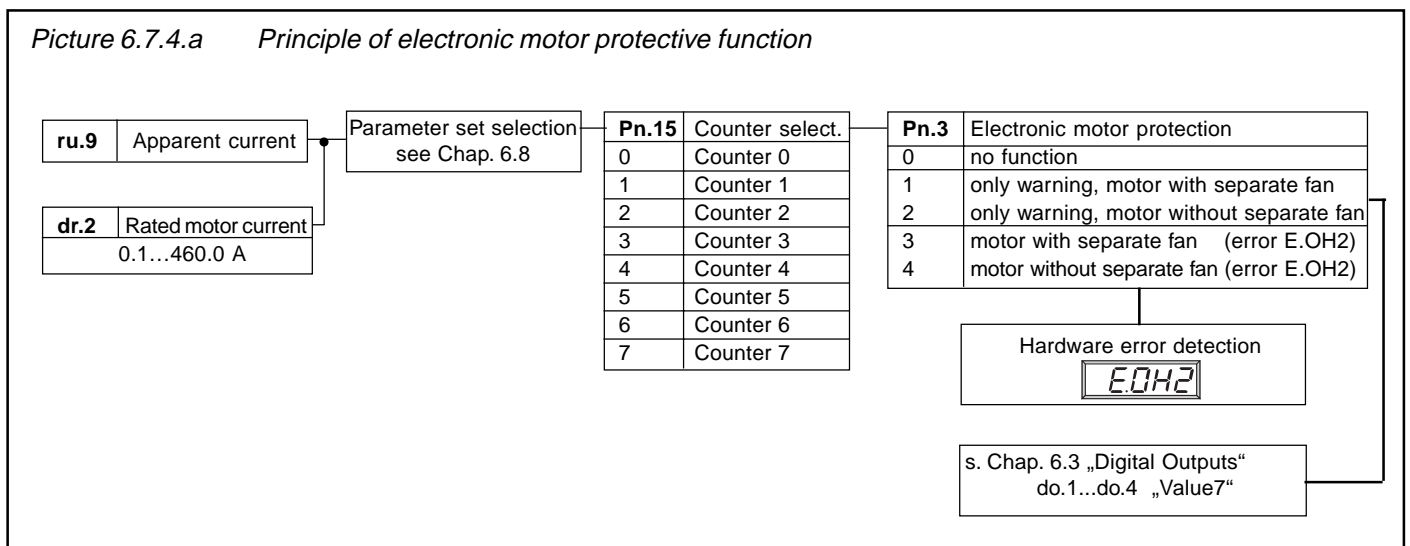 Picture 6.7.4.a Principle of electronic motor protective function
ru.9 Apparent current
dr.2 Rated motor current
0.1...460.0 A
Parameter set selection
see Chap. 6.8
Pn.15 Counter select.
0 Counter 0
1 Counter 1
2 Counter 2
3 Counter 3
4 Counter 4
5 Counter 5
6 Counter 6
7 Counter 7
Pn.3 Electronic motor protection
0 no function
1 only warning, motor with separate fan
2 only warning, motor without separate fan
3 motor with separate fan (error E.OH2)
4 motor without separate fan (error E.OH2)
Hardware error detection
E.OH2
s. Chap. 6.3 „Digital Outputs“
do.1...do.4 „Value7“